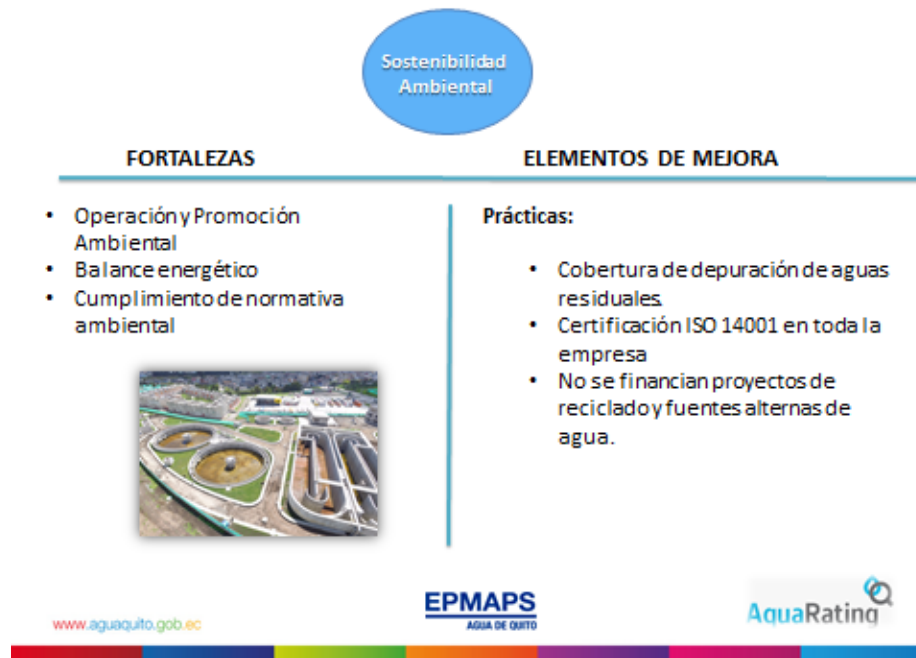 Sostenibilidad
Ambiental
FORTALEZAS
ELEMENTOS DE MEJORA
• Operación y Promoción
Ambiental
• Balance energético
• Cumplimiento de normativa
ambiental
Prácticas:
• Cobertura de depuración de aguas
residuales.
• Certificación ISO 14001 en toda la
empresa
• No se financian proyectos de
reciclado y fuentes alternas de
agua.
www.aguaquito.gob.ec
EPMAPS
AGUA DE QUITO
AquaRating